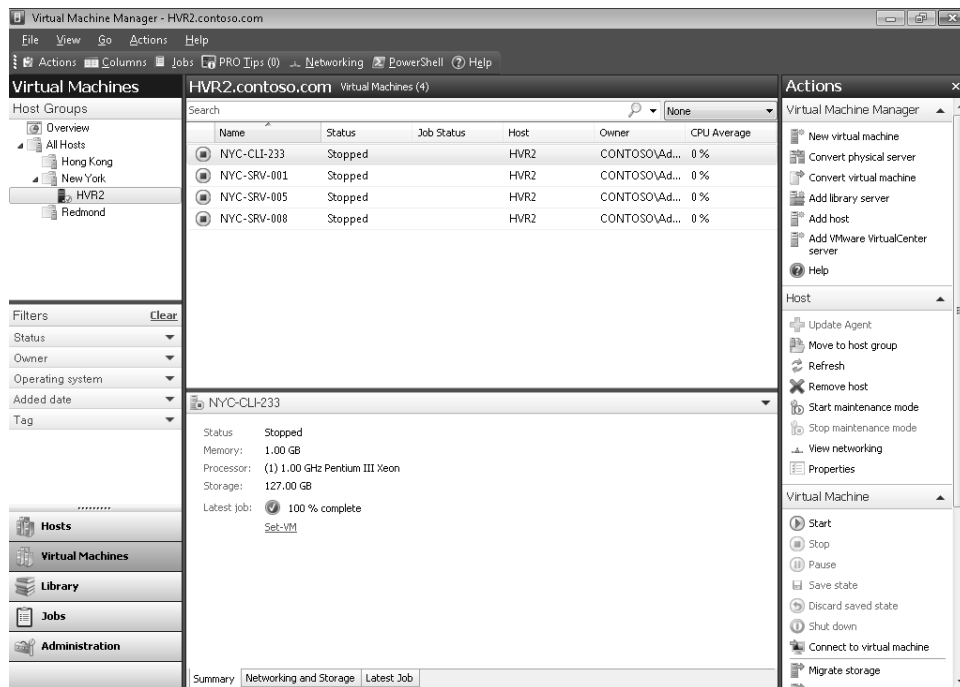 Virtual Machine Manager - HVR2.contoso.com
File View Go Actions Help
Actions Columns Jobs PRO Tips (0) Networking PowerShell Help
Virtual Machines
Host Groups
Overview
All Hosts
Hong Kong
New York
HVR2
Redmond
Filters Clear
Status
Owner
Operating system
Added date
Tag
Hosts
Virtual Machines
Library
Jobs
Administration
HVR2.contoso.com Virtual Machines (4)
Search None
Name Status Job Status Host Owner CPU Average
NYC-CLI-233 Stopped HVR2 CONTOSO\Ad... 0 %
NYC-SRV-001 Stopped HVR2 CONTOSO\Ad... 0 %
NYC-SRV-005 Stopped HVR2 CONTOSO\Ad... 0 %
NYC-SRV-008 Stopped HVR2 CONTOSO\Ad... 0 %
NYC-CLI-233
Status Stopped
Memory: 1.00 GB
Processor: (1) 1.00 GHz Pentium III Xeon
Storage: 127.00 GB
Latest job: 100 % complete
Set-VM
Summary Networking and Storage Latest Job
Actions
Virtual Machine Manager
New virtual machine
Convert physical server
Convert virtual machine
Add library server
Add host
Add VMware VirtualCenter
server
Help
Host
Update Agent
Move to host group
Refresh
Remove host
Start maintenance mode
Stop maintenance mode
View networking
Properties
Virtual Machine
Start
Stop
Pause
Save state
Discard saved state
Shut down
Connect to virtual machine
Migrate storage